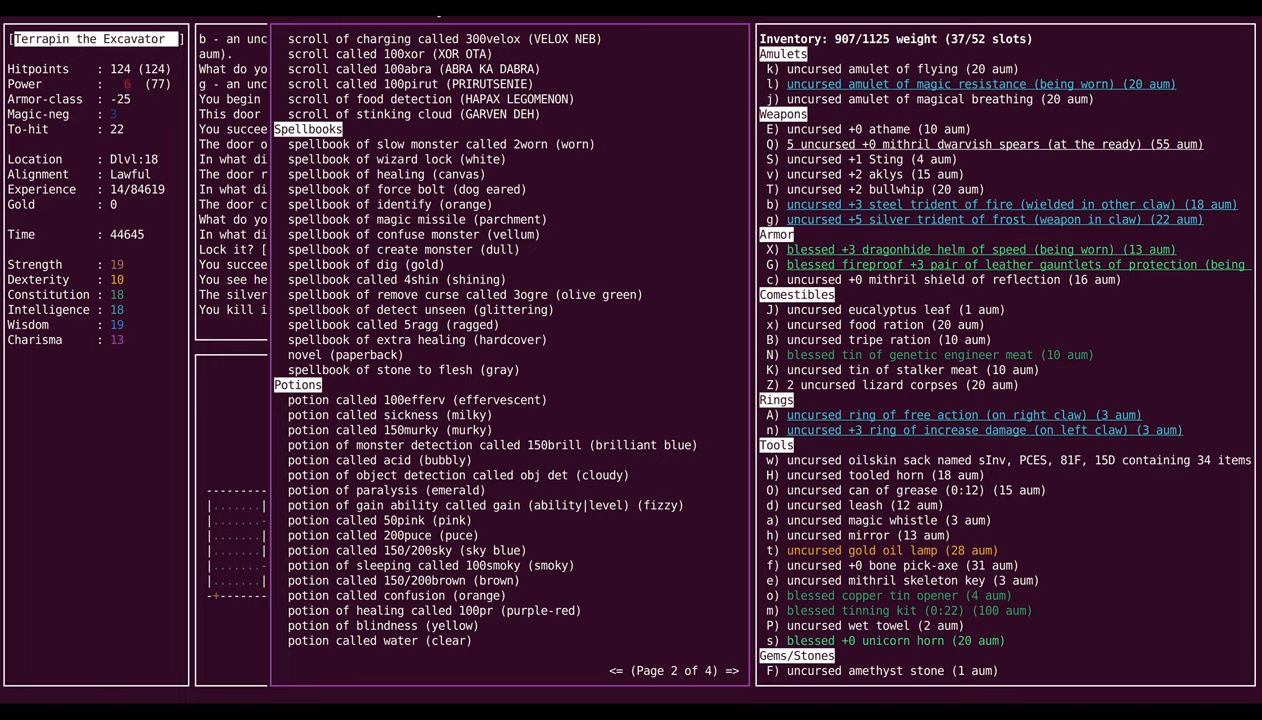 [Terrapin the Excavator ]
Hitpoints : 124 (124)
Power : 6 (77)
Armor-class : -25
Magic-neg : 3
To-hit : 22
Location : Dlvl:18
Alignment : Lawful
Experience : 14/84619
Gold : 0
Time : 44645
Strength : 19
Dexterity : 10
Constitution : 18
Intelligence : 18
Wisdom : 19
Charisma : 13
b - an unc
aum).
What do yo
g - an unc
You begin
This door
You succee
The door o
In what di
The door r
In what di
The door c
What do yo
In what di
Lock it? [
You succee
You see he
The silver
You kill i
scroll of charging called 300velox (VELOX NEB)
scroll called 100xor (XOR OTA)
scroll called 100abra (ABRA KA DABRA)
scroll called 100pirut (PRIRUTSENIE)
scroll of food detection (HAPAX LEGOMENON)
scroll of stinking cloud (GARVEN DEH)
Spellbooks
spellbook of slow monster called 2worn (worn)
spellbook of wizard lock (white)
spellbook of healing (canvas)
spellbook of force bolt (dog eared)
spellbook of identify (orange)
spellbook of magic missile (parchment)
spellbook of confuse monster (vellum)
spellbook of create monster (dull)
spellbook of dig (gold)
spellbook called 4shin (shining)
spellbook of remove curse called 3ogre (olive green)
spellbook of detect unseen (glittering)
spellbook called 5ragg (ragged)
spellbook of extra healing (hardcover)
novel (paperback)
spellbook of stone to flesh (gray)
Potions
potion called 100efferv (effervescent)
potion called sickness (milky)
potion called 150murky (murky)
potion of monster detection called 150brill (brilliant blue)
potion called acid (bubbly)
potion of object detection called obj det (cloudy)
potion of paralysis (emerald)
potion of gain ability called gain (ability|level) (fizzy)
potion called 50pink (pink)
potion called 200puce (puce)
potion called 150/200sky (sky blue)
potion of sleeping called 100smoky (smoky)
potion called 150/200brown (brown)
potion called confusion (orange)
potion of healing called 100pr (purple-red)
potion of blindness (yellow)
potion called water (clear)
<= (Page 2 of 4) =>
Inventory: 907/1125 weight (37/52 slots)
Amulets
k) uncursed amulet of flying (20 aum)
l) uncursed amulet of magic resistance (being worn) (20 aum)
j) uncursed amulet of magical breathing (20 aum)
Weapons
E) uncursed +0 athame (10 aum)
Q) 5 uncursed +0 mithril dwarvish spears (at the ready) (55 aum)
S) uncursed +1 Sting (4 aum)
v) uncursed +2 aklys (15 aum)
T) uncursed +2 bullwhip (20 aum)
b) uncursed +3 steel trident of fire (wielded in other claw) (18 aum)
g) uncursed +5 silver trident of frost (weapon in claw) (22 aum)
Armor
X) blessed +3 dragonhide helm of speed (being worn) (13 aum)
G) blessed fireproof +3 pair of leather gauntlets of protection (being
c) uncursed +0 mithril shield of reflection (16 aum)
Comestibles
J) uncursed eucalyptus leaf (1 aum)
x) uncursed food ration (20 aum)
B) uncursed tripe ration (10 aum)
N) blessed tin of genetic engineer meat (10 aum)
K) uncursed tin of stalker meat (10 aum)
Z) 2 uncursed lizard corpses (20 aum)
Rings
A) uncursed ring of free action (on right claw) (3 aum)
n) uncursed +3 ring of increase damage (on left claw) (3 aum)
Tools
w) uncursed oilskin sack named sInv, PCES, 81F, 15D containing 34 items
H) uncursed tooled horn (18 aum)
O) uncursed can of grease (0:12) (15 aum)
d) uncursed leash (12 aum)
a) uncursed magic whistle (3 aum)
h) uncursed mirror (13 aum)
t) uncursed gold oil lamp (28 aum)
f) uncursed +0 bone pick-axe (31 aum)
e) uncursed mithril skeleton key (3 aum)
o) blessed copper tin opener (4 aum)
m) blessed tinning kit (0:22) (100 aum)
P) uncursed wet towel (2 aum)
s) blessed +0 unicorn horn (20 aum)
Gems/Stones
F) uncursed amethyst stone (1 aum)